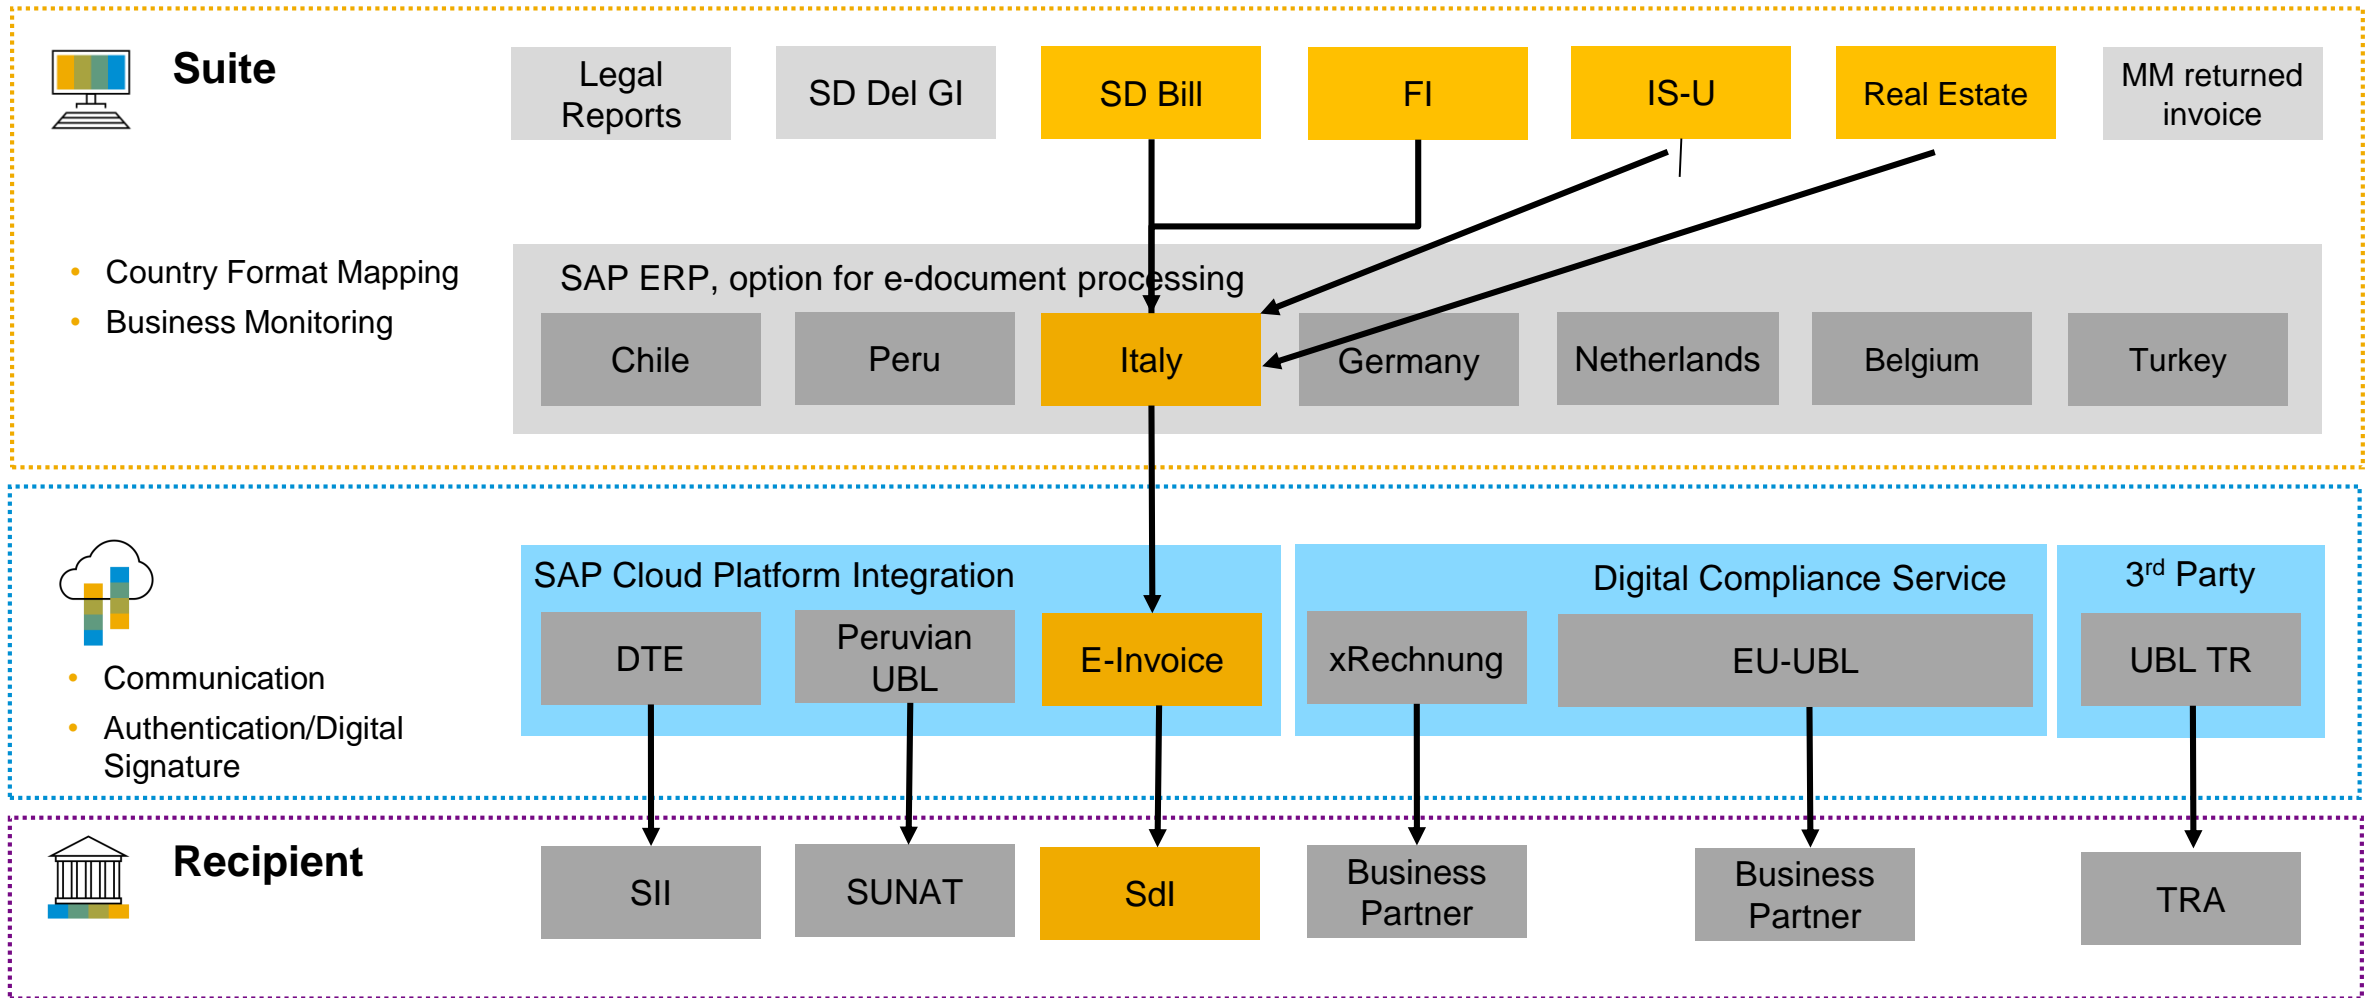 Suite
Legal
Reports
SD Del GI
SD Bill
FI
IS-U
Real Estate
MM returned
invoice
• Country Format Mapping
• Business Monitoring
SAP ERP, option for e-document processing
Chile
Peru
Italy
Germany
Netherlands
Belgium
Turkey
SAP Cloud Platform Integration
Digital Compliance Service
3rd Party
DTE
Peruvian
UBL
E-Invoice
xRechnung
EU-UBL
UBL TR
• Communication
• Authentication/Digital
Signature
Recipient
SII
SUNAT
SdI
Business
Partner
Business
Partner
TRA